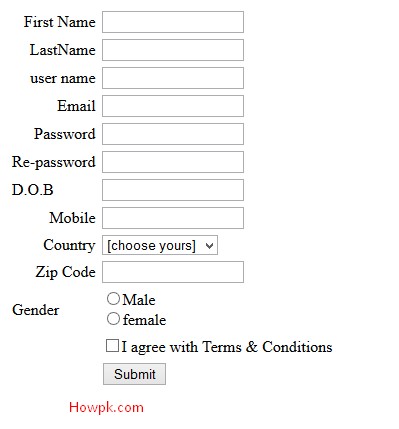 First Name
LastName
user name
Email
Password
Re-password
D.O.B
Mobile
Country [choose yours]
Zip Code
Gender
Male
female
I agree with Terms & Conditions
Submit
Howpk.com